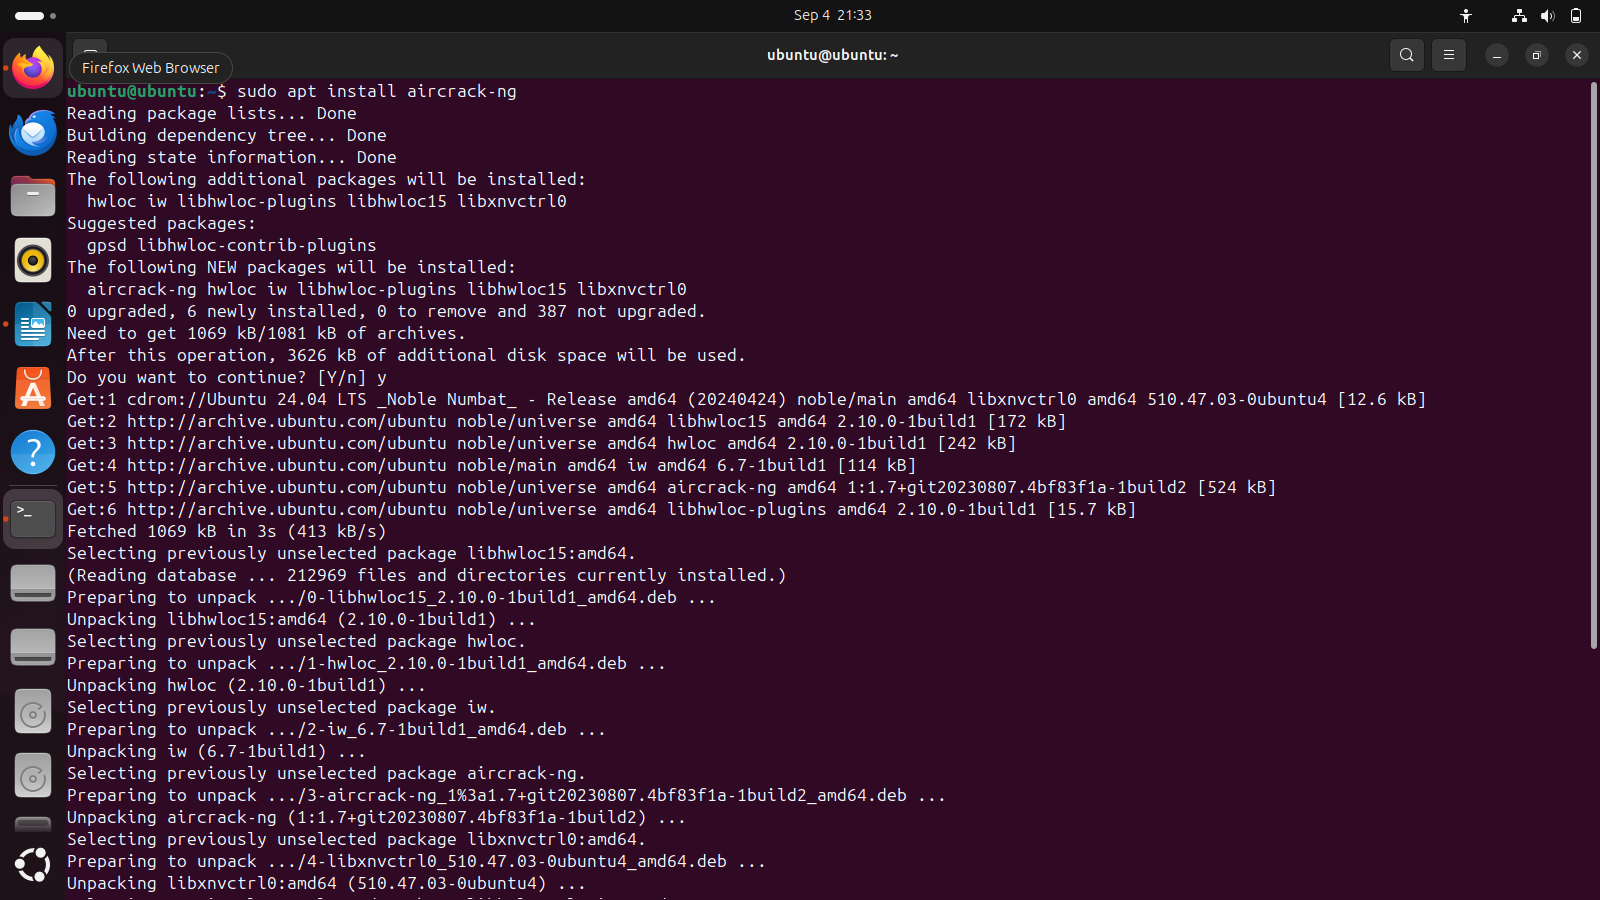 Sep 4 21:33
ubuntu@ubuntu: ~
Firefox Web Browser
ubuntu@ubuntu:~$ sudo apt install aircrack-ng
Reading package lists... Done
Building dependency tree... Done
Reading state information... Done
The following additional packages will be installed:
  hwloc iw libhwloc-plugins libhwloc15 libxnvctrl0
Suggested packages:
  gpsd libhwloc-contrib-plugins
The following NEW packages will be installed:
  aircrack-ng hwloc iw libhwloc-plugins libhwloc15 libxnvctrl0
0 upgraded, 6 newly installed, 0 to remove and 387 not upgraded.
Need to get 1069 kB/1081 kB of archives.
After this operation, 3626 kB of additional disk space will be used.
Do you want to continue? [Y/n] y
Get:1 cdrom://Ubuntu 24.04 LTS _Noble Numbat_ - Release amd64 (20240424) noble/main amd64 libxnvctrl0 amd64 510.47.03-0ubuntu4 [12.6 kB]
Get:2 http://archive.ubuntu.com/ubuntu noble/universe amd64 libhwloc15 amd64 2.10.0-1build1 [172 kB]
Get:3 http://archive.ubuntu.com/ubuntu noble/universe amd64 hwloc amd64 2.10.0-1build1 [242 kB]
Get:4 http://archive.ubuntu.com/ubuntu noble/main amd64 iw amd64 6.7-1build1 [114 kB]
Get:5 http://archive.ubuntu.com/ubuntu noble/universe amd64 aircrack-ng amd64 1:1.7+git20230807.4bf83f1a-1build2 [524 kB]
Get:6 http://archive.ubuntu.com/ubuntu noble/universe amd64 libhwloc-plugins amd64 2.10.0-1build1 [15.7 kB]
Fetched 1069 kB in 3s (413 kB/s)
Selecting previously unselected package libhwloc15:amd64.
(Reading database ... 212969 files and directories currently installed.)
Preparing to unpack .../0-libhwloc15_2.10.0-1build1_amd64.deb ...
Unpacking libhwloc15:amd64 (2.10.0-1build1) ...
Selecting previously unselected package hwloc.
Preparing to unpack .../1-hwloc_2.10.0-1build1_amd64.deb ...
Unpacking hwloc (2.10.0-1build1) ...
Selecting previously unselected package iw.
Preparing to unpack .../2-iw_6.7-1build1_amd64.deb ...
Unpacking iw (6.7-1build1) ...
Selecting previously unselected package aircrack-ng.
Preparing to unpack .../3-aircrack-ng_1%3a1.7+git20230807.4bf83f1a-1build2_amd64.deb ...
Unpacking aircrack-ng (1:1.7+git20230807.4bf83f1a-1build2) ...
Selecting previously unselected package libxnvctrl0:amd64.
Preparing to unpack .../4-libxnvctrl0_510.47.03-0ubuntu4_amd64.deb ...
Unpacking libxnvctrl0:amd64 (510.47.03-0ubuntu4) ...